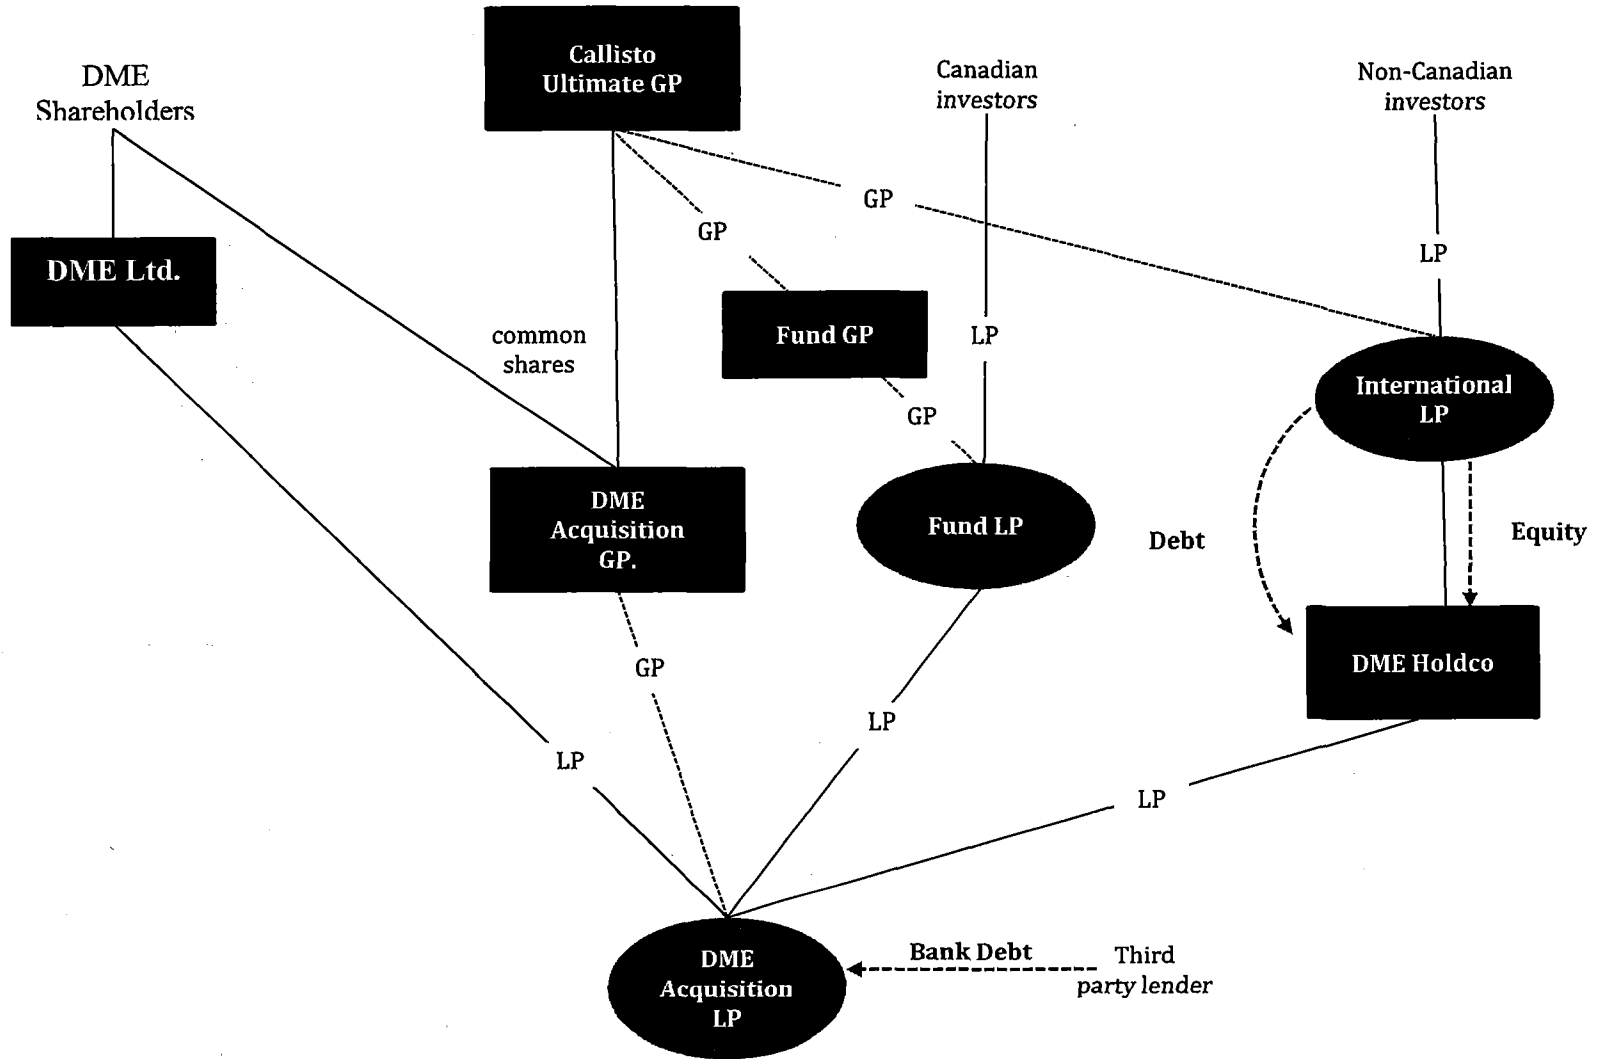 DME
Shareholders
Callisto
Ultimate GP
Canadian
investors
Non-Canadian
investors
GP
GP
LP
DME Ltd.
common
shares
Fund GP
LP
International
LP
GP
DME
Acquisition
GP.
Fund LP
Debt
Equity
GP
DME Holdco
LP
LP
LP
DME
Acquisition
LP
Bank Debt
Third
party lender